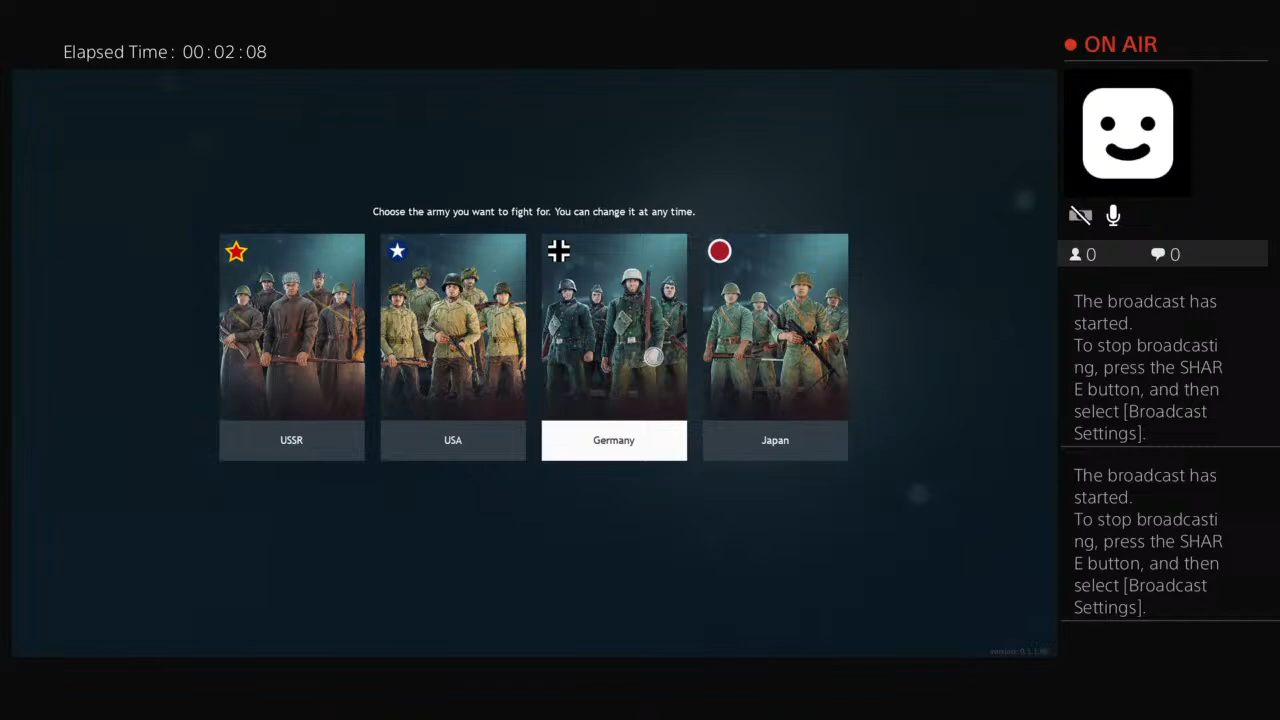 Elapsed Time: 00:02:08
ON AIR
Choose the army you want to fight for. You can change it at any time.
USSR
USA
Germany
Japan
0
0
The broadcast has
started.
To stop broadcasti
ng, press the SHAR
E button, and then
select [Broadcast
Settings].
The broadcast has
started.
To stop broadcasti
ng, press the SHAR
E button, and then
select [Broadcast
Settings].